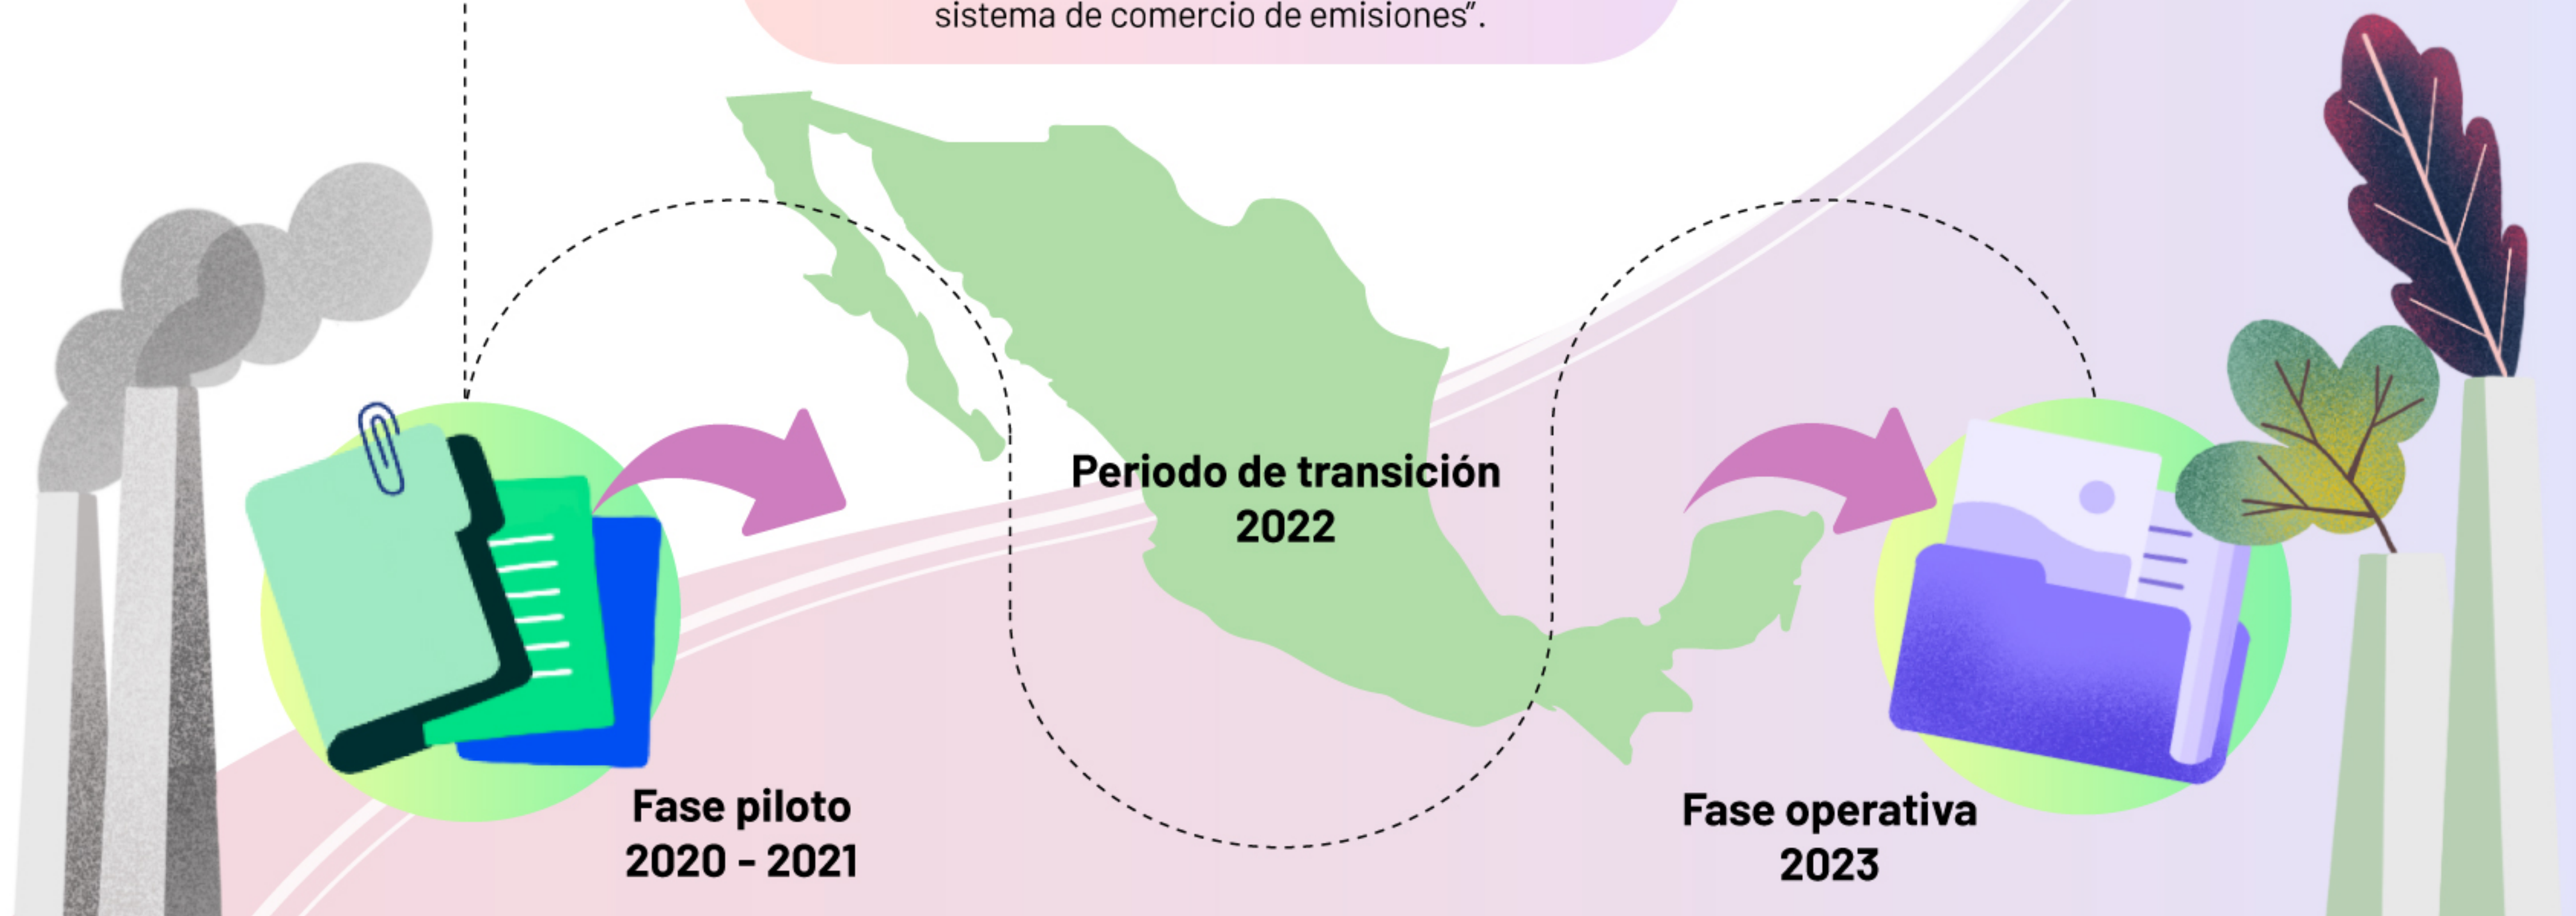 sistema de comercio de emisiones”.
Periodo de transición
2022
Fase piloto
2020 - 2021
Fase operativa
2023